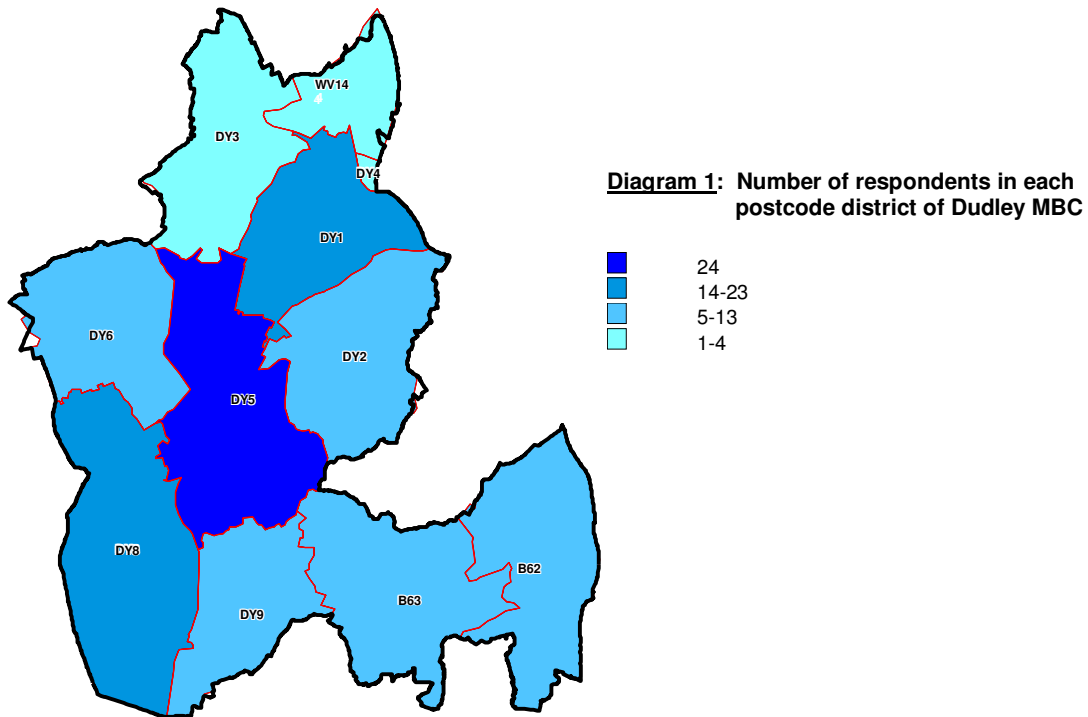 WV14
DY3
DY4
Diagram 1: Number of respondents in each
postcode district of Dudley MBC
DY1
24
14-23
5-13
1-4
DY6
DY2
DY5
DY8
B62
B63
DY9